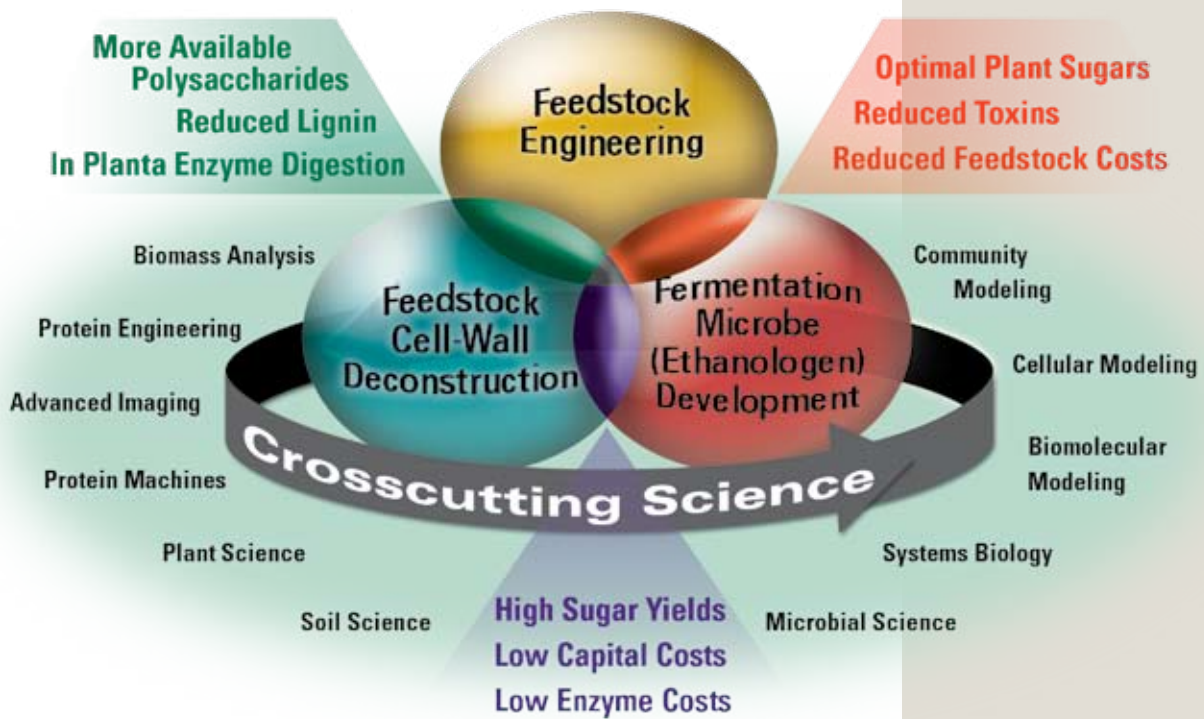 More Available
Polysaccharides
Reduced Lignin
In Planta Enzyme Digestion
Feedstock
Engineering
Optimal Plant Sugars
Reduced Toxins
Reduced Feedstock Costs
Biomass Analysis
Protein Engineering
Advanced Imaging
Protein Machines
Plant Science
Soil Science
Feedstock
Cell-Wall
Deconstruction
Fermentation
Microbe
(Ethanologen)
Development
Community
Modeling
Cellular Modeling
Biomolecular
Modeling
Systems Biology
Microbial Science
Crosscutting Science
High Sugar Yields
Low Capital Costs
Low Enzyme Costs